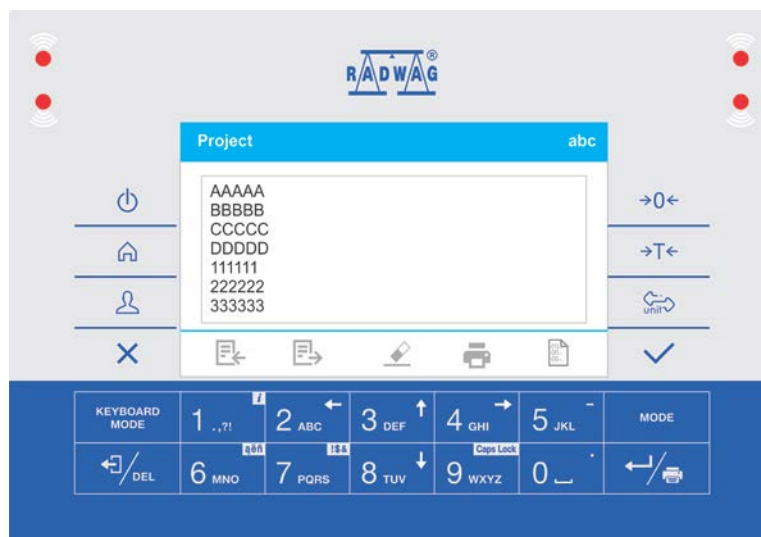 RADWAG®
Project abc
AAAAA
BBBBB
CCCCC
DDDDD
111111
222222
333333
→0←
→T←
unit
KEYBOARD MODE
1 .,?! i
2 ABC ←
3 DEF ↑
4 GHI →
5 JKL -
MODE
DEL
6 MNO ąëñ
7 PQRS !$&
8 TUV ↓
9 WXYZ Caps Lock
0 .